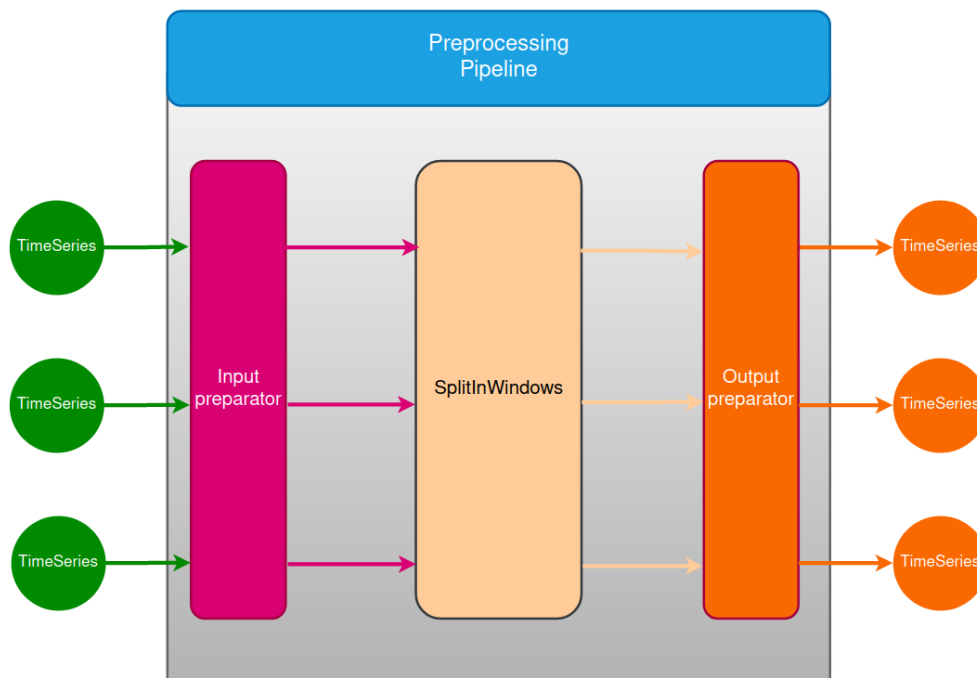 Preprocessing
Pipeline
TimeSeries
TimeSeries
TimeSeries
Input
preparator
SplitInWindows
Output
preparator
TimeSeries
TimeSeries
TimeSeries